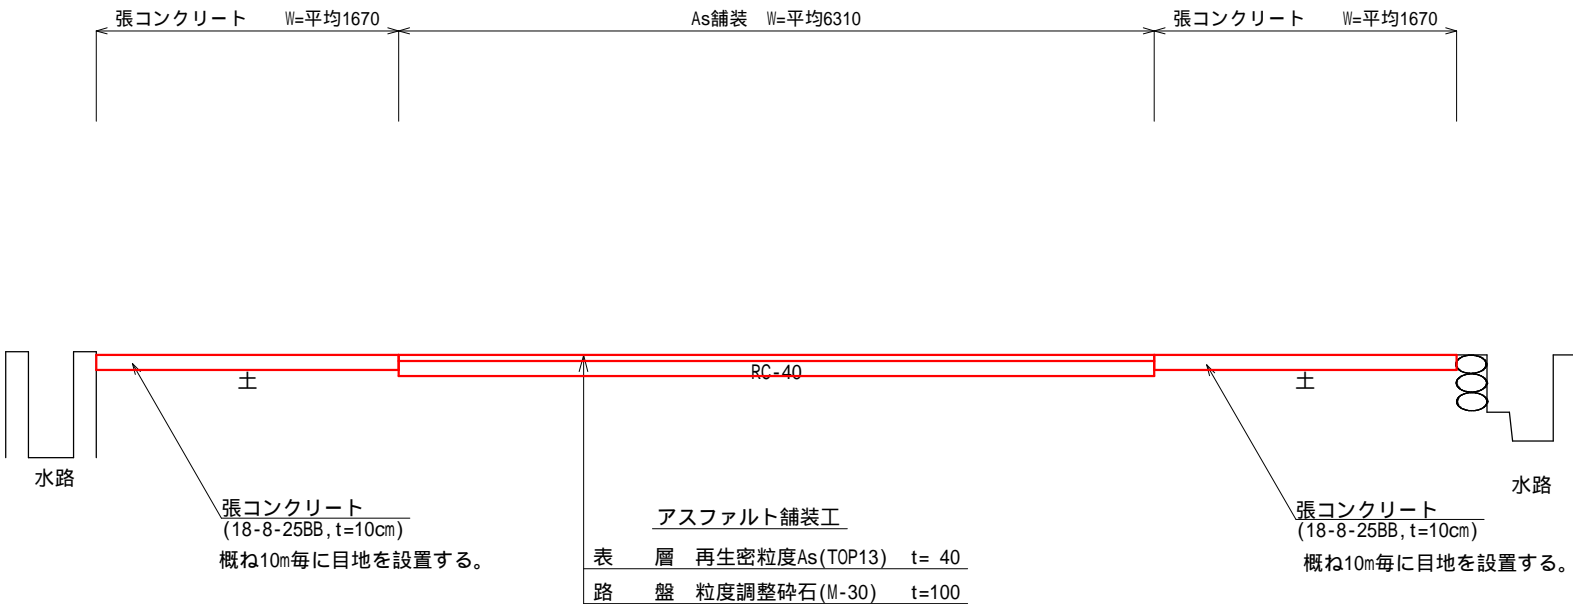 張コンクリート　W=平均1670
As舗装　W=平均6310
張コンクリート　W=平均1670
RC-40
土
土
水路
水路
張コンクリート
(18-8-25BB,t=10cm)
概ね10m毎に目地を設置する。
アスファルト舗装工
表　層　再生密粒度As(TOP13)　t= 40
路　盤　粒度調整砕石(M-30)　t=100
張コンクリート
(18-8-25BB,t=10cm)
概ね10m毎に目地を設置する。